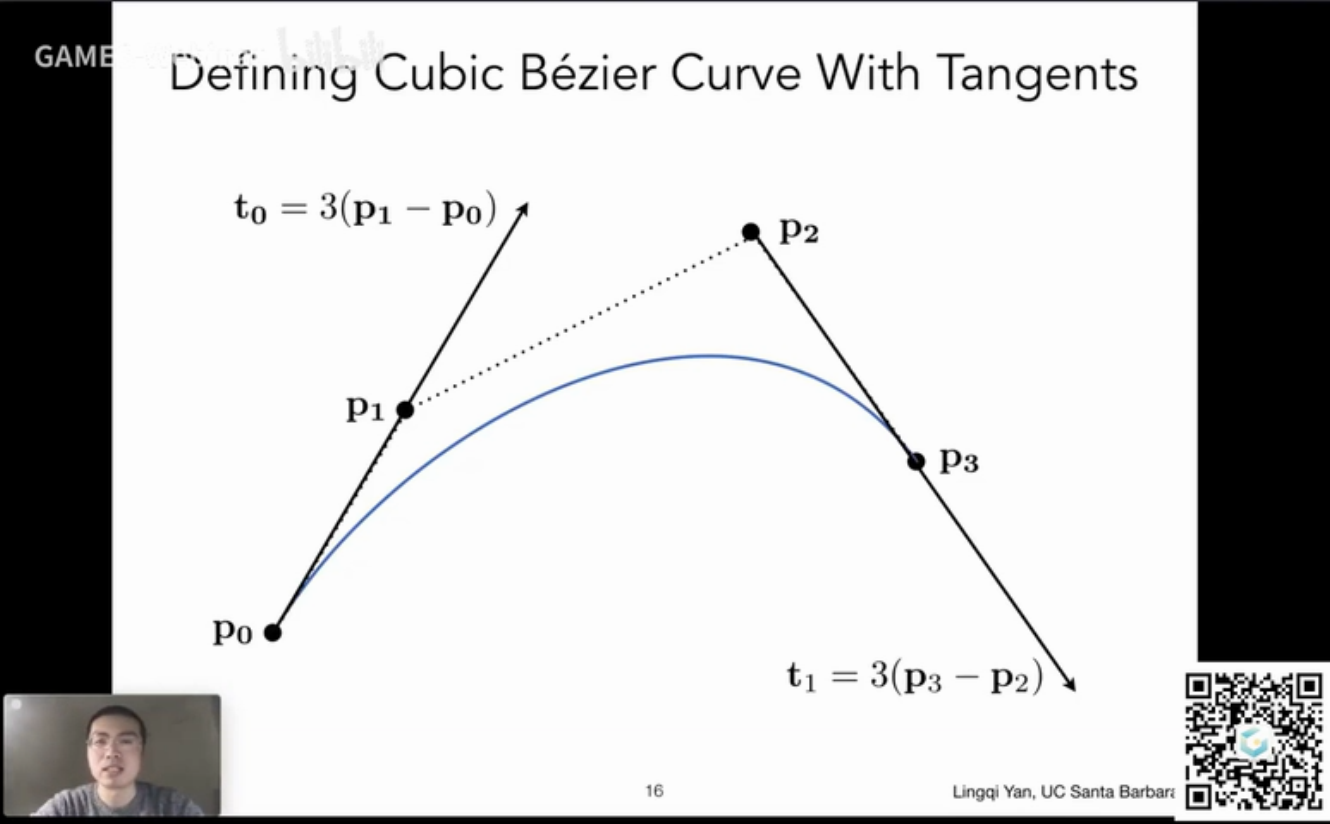 Defining Cubic Bézier Curve With Tangents
t₀ = 3(p₁ − p₀)
p₂
p₁
p₃
p₀
t₁ = 3(p₃ − p₂)
16
Lingqi Yan, UC Santa Barbara